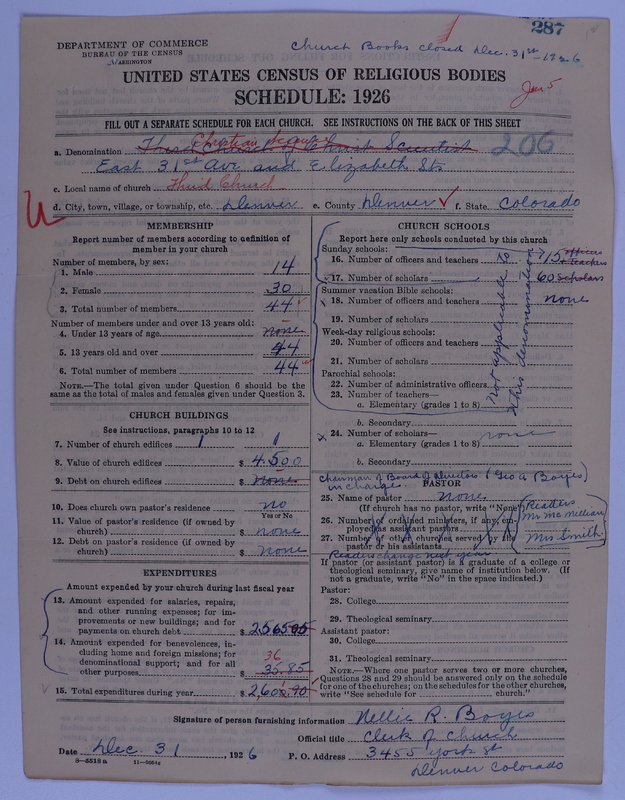 287
DEPARTMENT OF COMMERCE
BUREAU OF THE CENSUS
WASHINGTON
Church Books closed Dec. 31st - 1926
UNITED STATES CENSUS OF RELIGIOUS BODIES
SCHEDULE: 1926
Jan 5
FILL OUT A SEPARATE SCHEDULE FOR EACH CHURCH. SEE INSTRUCTIONS ON THE BACK OF THIS SHEET
206
a. Denomination Third Church of Christ Scientist
East 31st Ave and Elizabeth Sts.
c. Local name of church Third Church
d. City, town, village, or township, etc. Denver e. County Denver f. State Colorado
MEMBERSHIP
Report number of members according to definition of
member in your church
Number of members, by sex:
1. Male 14
2. Female 30
3. Total number of members 44
Number of members under and over 13 years old:
4. Under 13 years of age none
5. 13 years old and over 44
6. Total number of members 44
NOTE.—The total given under Question 6 should be
same as the total of males and females given under Question 3.
CHURCH BUILDINGS
See instructions, paragraphs 10 to 12
7. Number of church edifices 1 1
8. Value of church edifices $ 4500
9. Debt on church edifices $ none
10. Does church own pastor's residence no
Yes or No
11. Value of pastor's residence (if owned by
church) $ none
12. Debt on pastor's residence (if owned by
church) $ none
EXPENDITURES
Amount expended by your church during last fiscal year
13. Amount expended for salaries, repairs,
and other running expenses; for im-
provements or new buildings; and for
payments on church debt $ 256505
14. Amount expended for benevolences, in-
cluding home and foreign missions; for
denominational support; and for all
other purposes $ 35.85
36
15. Total expenditures during year $ 2,600.90
CHURCH SCHOOLS
Report here only schools conducted by this church
Sunday schools:
16. Number of officers and teachers 715 officers + teachers
17. Number of scholars 60 scholars
Summer vacation Bible schools:
18. Number of officers and teachers none
19. Number of scholars
Week-day religious schools:
20. Number of officers and teachers
21. Number of scholars
Parochial schools:
22. Number of administrative officers
23. Number of teachers—
a. Elementary (grades 1 to 8)
Not applicable to
this denomination
b. Secondary
24. Number of scholars—
a. Elementary (grades 1 to 8) none
b. Secondary
Chairman of Board of Directors (Geo A Boyes)
in charge.
PASTOR
25. Name of pastor none
(If church has no pastor, write "None")
26. Number of ordained ministers, if any, em-
ployed as assistant pastors
27. Number of other churches served by the
pastor or his assistants
Readers
Mr McMillian
Mrs Smith
Readers change next year
If pastor (or assistant pastor) is a graduate of a college or
theological seminary, give name of institution below. (If
not a graduate, write "No" in the space indicated.)
Pastor:
28. College
29. Theological seminary
Assistant pastor:
30. College
31. Theological seminary
NOTE.—Where one pastor serves two or more churches,
Questions 28 and 29 should be answered only on the schedule
for one of the churches; on the schedules for the other churches,
write "See schedule for church."
Signature of person furnishing information Nellie R. Boyes
Official title Clerk of Church
Date Dec. 31, 1926 P. O. Address 3455 York St
8—5518 a
Denver Colorado